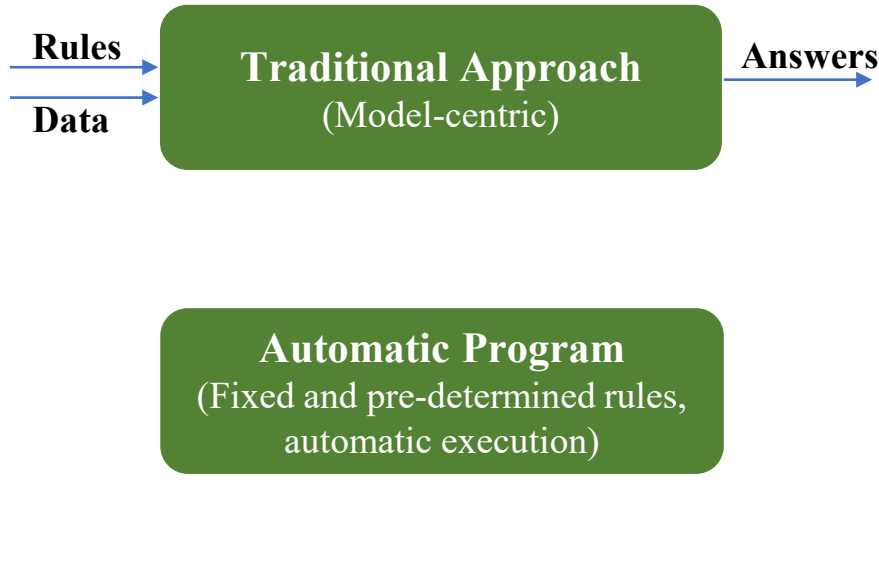 Rules
Data
Traditional Approach
(Model-centric)
Answers
Automatic Program
(Fixed and pre-determined rules,
automatic execution)